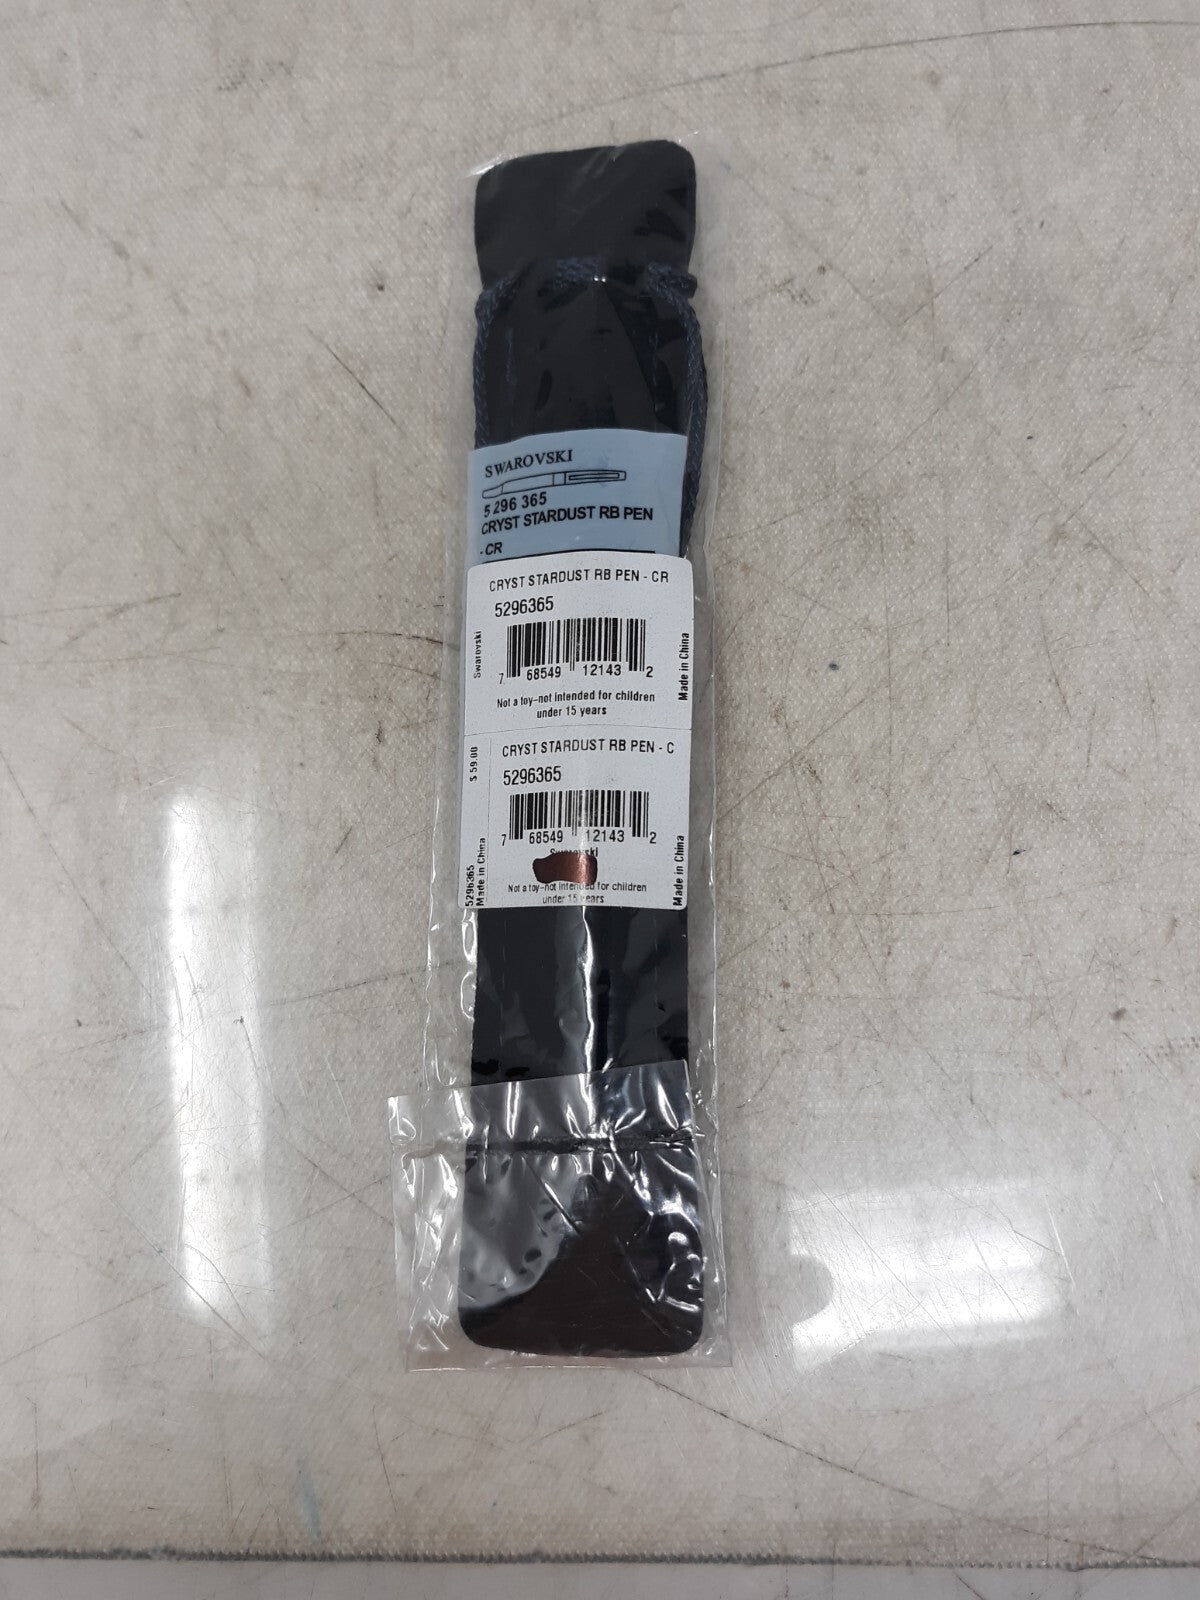 SWAROVSKI
5 296 365
CRYST STARDUST RB PEN
- CR
CRYST STARDUST RB PEN - CR
5296365
Swarovski
7 68549 12143 2
Made in China
Not a toy-not intended for children
under 15 years
$ 59.00
CRYST STARDUST RB PEN - C
5296365
7 68549 12143 2
Swarovski
5296365
Made in China
Made in China
Not a toy-not intended for children
under 15 years